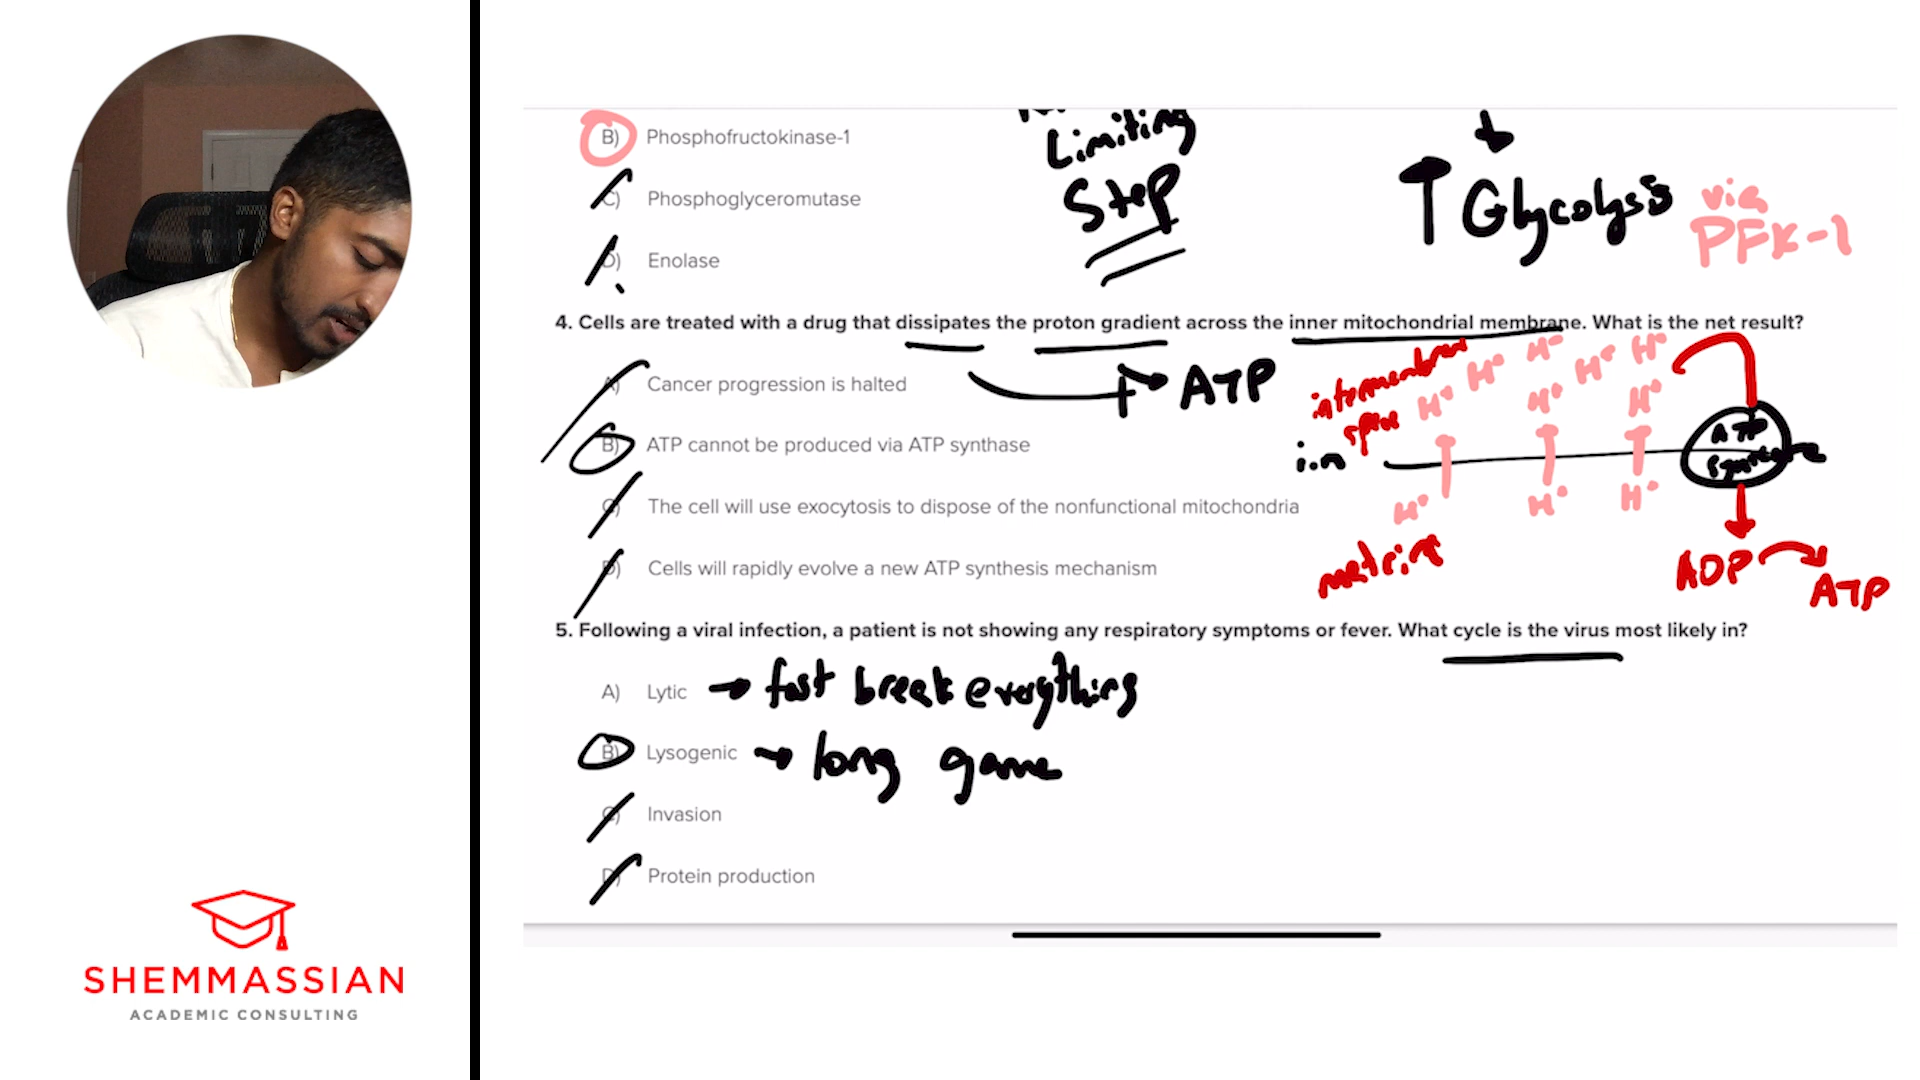 B) Phosphofructokinase-1
Limiting
Step
↑ Glycolysis
via
PFK-1
C) Phosphoglyceromutase
D) Enolase
4. Cells are treated with a drug that dissipates the proton gradient across the inner mitochondrial membrane. What is the net result?
A) Cancer progression is halted
ATP
B) ATP cannot be produced via ATP synthase
C) The cell will use exocytosis to dispose of the nonfunctional mitochondria
D) Cells will rapidly evolve a new ATP synthesis mechanism
space
i.m
H+ H+ H+ H+
H+ H+ H+
ATP
H+ H+ H+
matrix
ADP → ATP
5. Following a viral infection, a patient is not showing any respiratory symptoms or fever. What cycle is the virus most likely in?
A) Lytic → fast break everything
B) Lysogenic → long game
C) Invasion
D) Protein production
SHEMMASSIAN
ACADEMIC CONSULTING